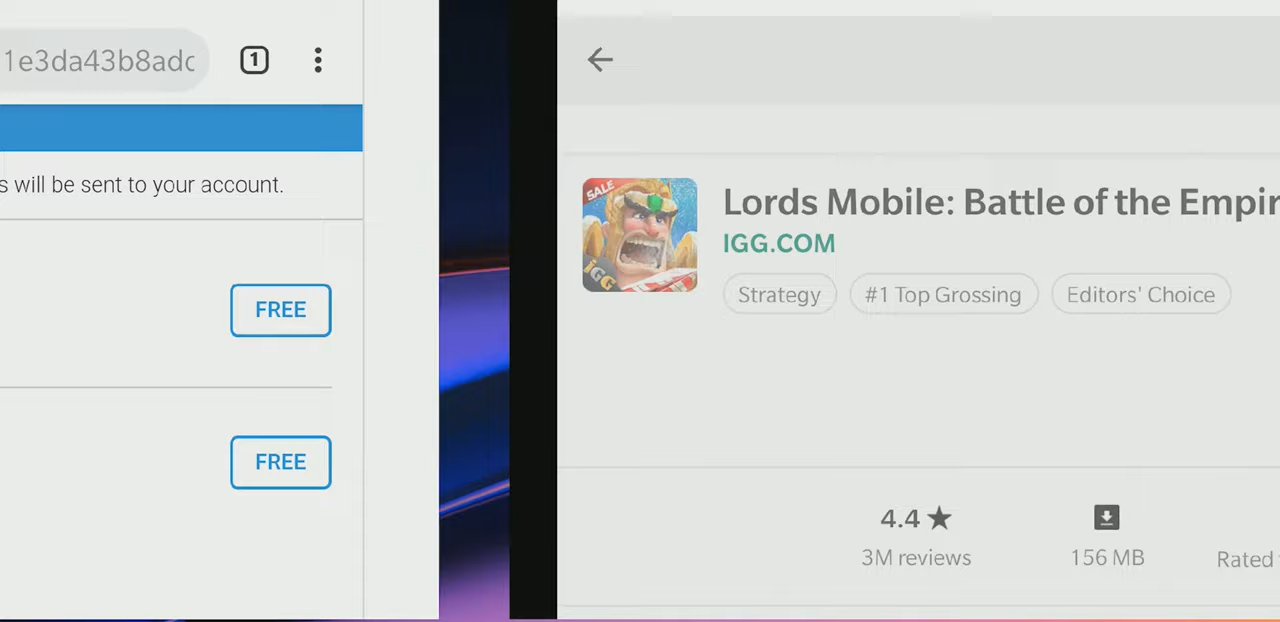 1e3da43b8adc
1
s will be sent to your account.
FREE
FREE
SALE
IGG
Lords Mobile: Battle of the Empir
IGG.COM
Strategy
#1 Top Grossing
Editors' Choice
4.4
3M reviews
156 MB
Rated